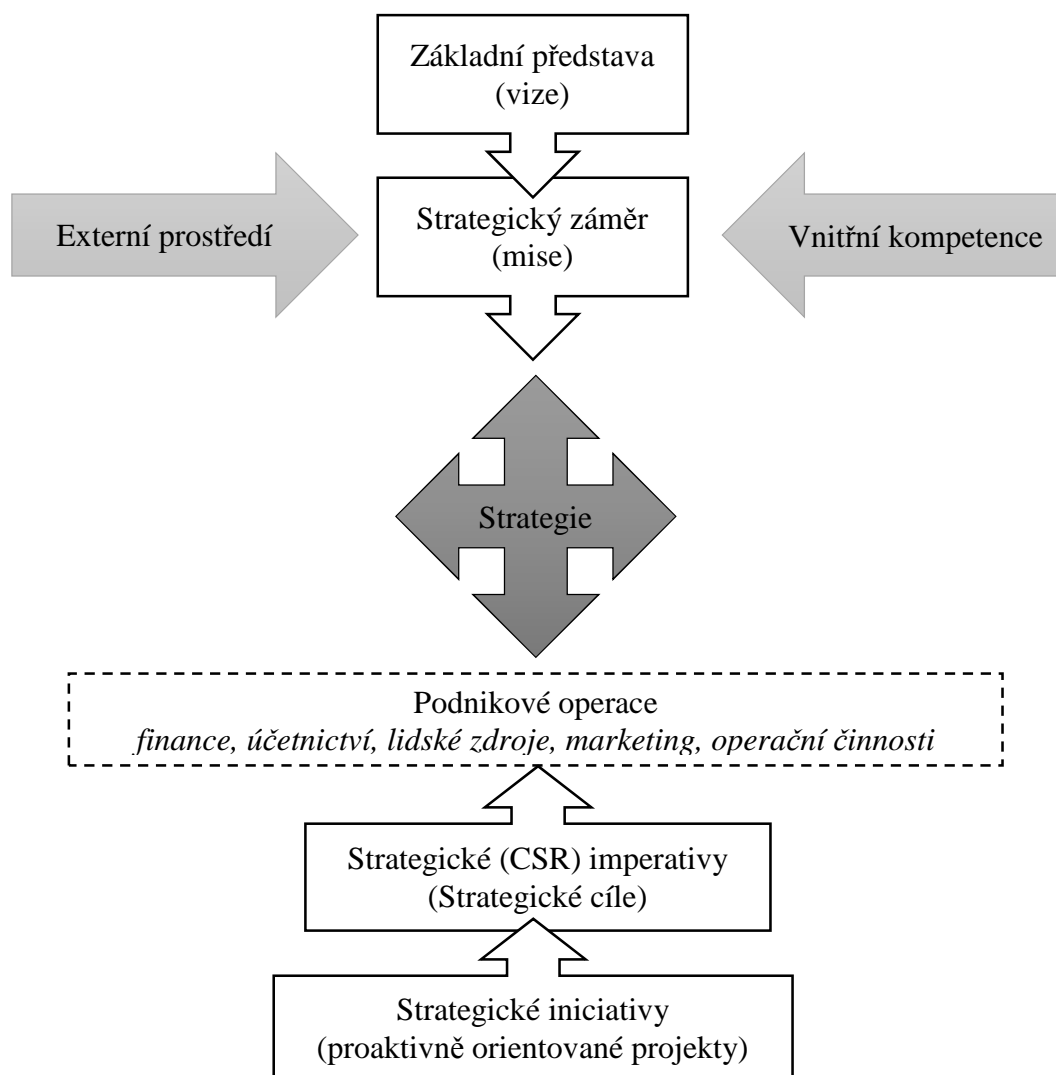 Základní představa
(vize)
Externí prostředí
Strategický záměr
(mise)
Vnitřní kompetence
Strategie
Podnikové operace
finance, účetnictví, lidské zdroje, marketing, operační činnosti
Strategické (CSR) imperativy
(Strategické cíle)
Strategické iniciativy
(proaktivně orientované projekty)